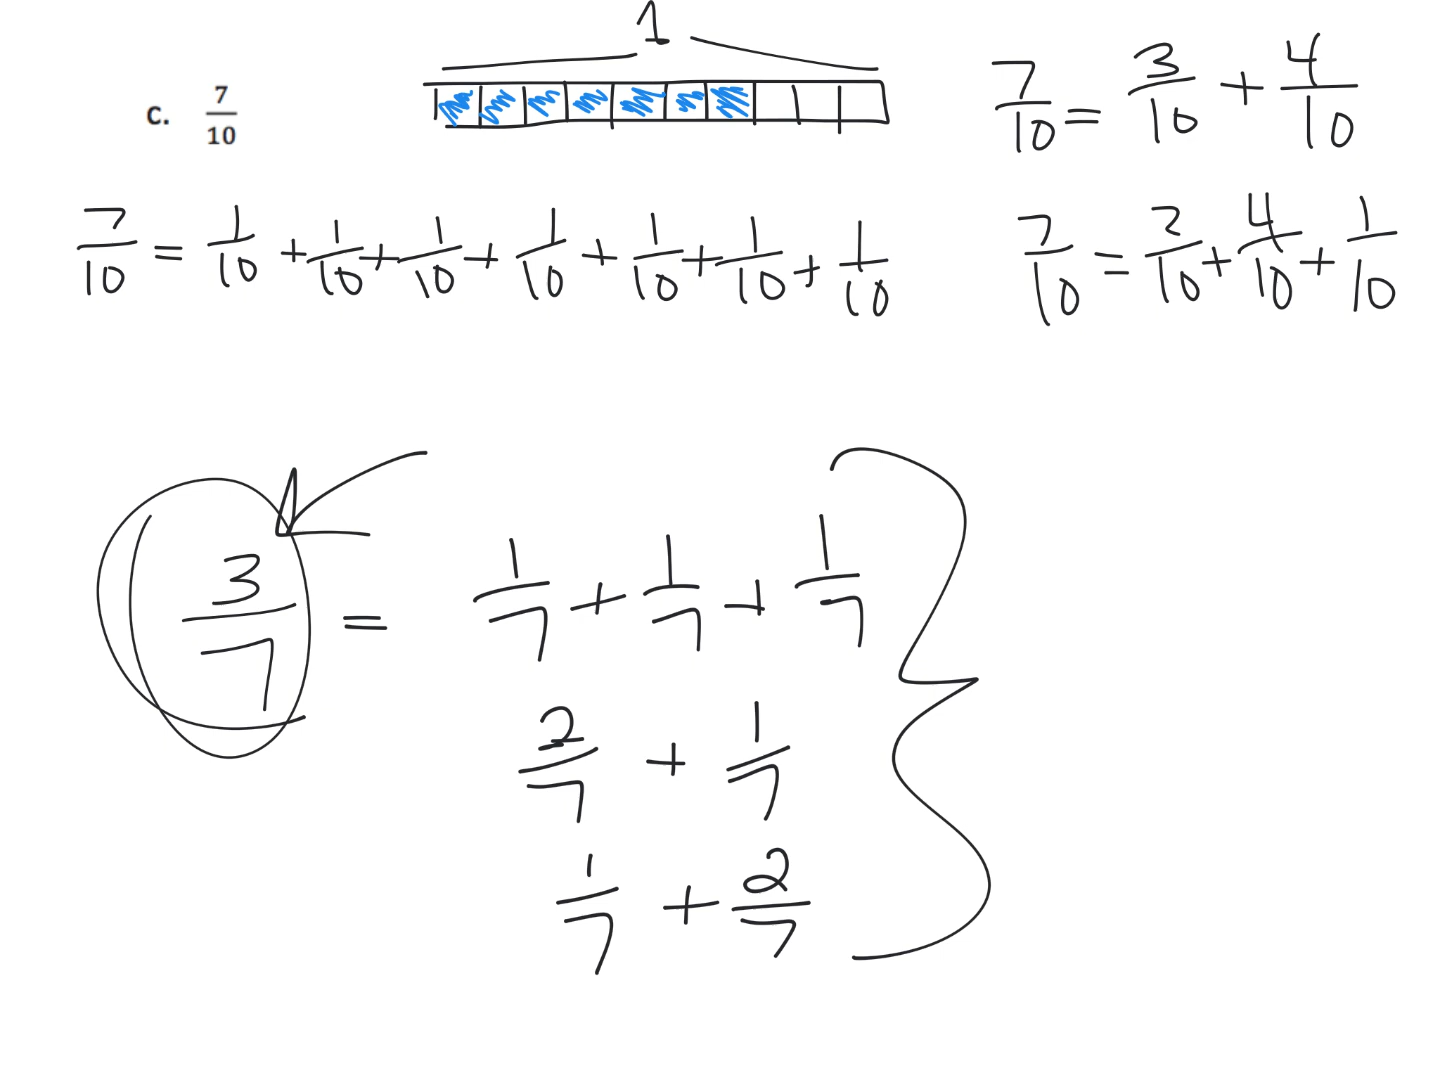 1
c. 7/10
7/10 = 3/10 + 4/10
7/10 = 1/10 + 1/10 + 1/10 + 1/10 + 1/10 + 1/10 + 1/10
7/10 = 2/10 + 4/10 + 1/10
3/7 = 1/7 + 1/7 + 1/7
2/7 + 1/7
1/7 + 2/7